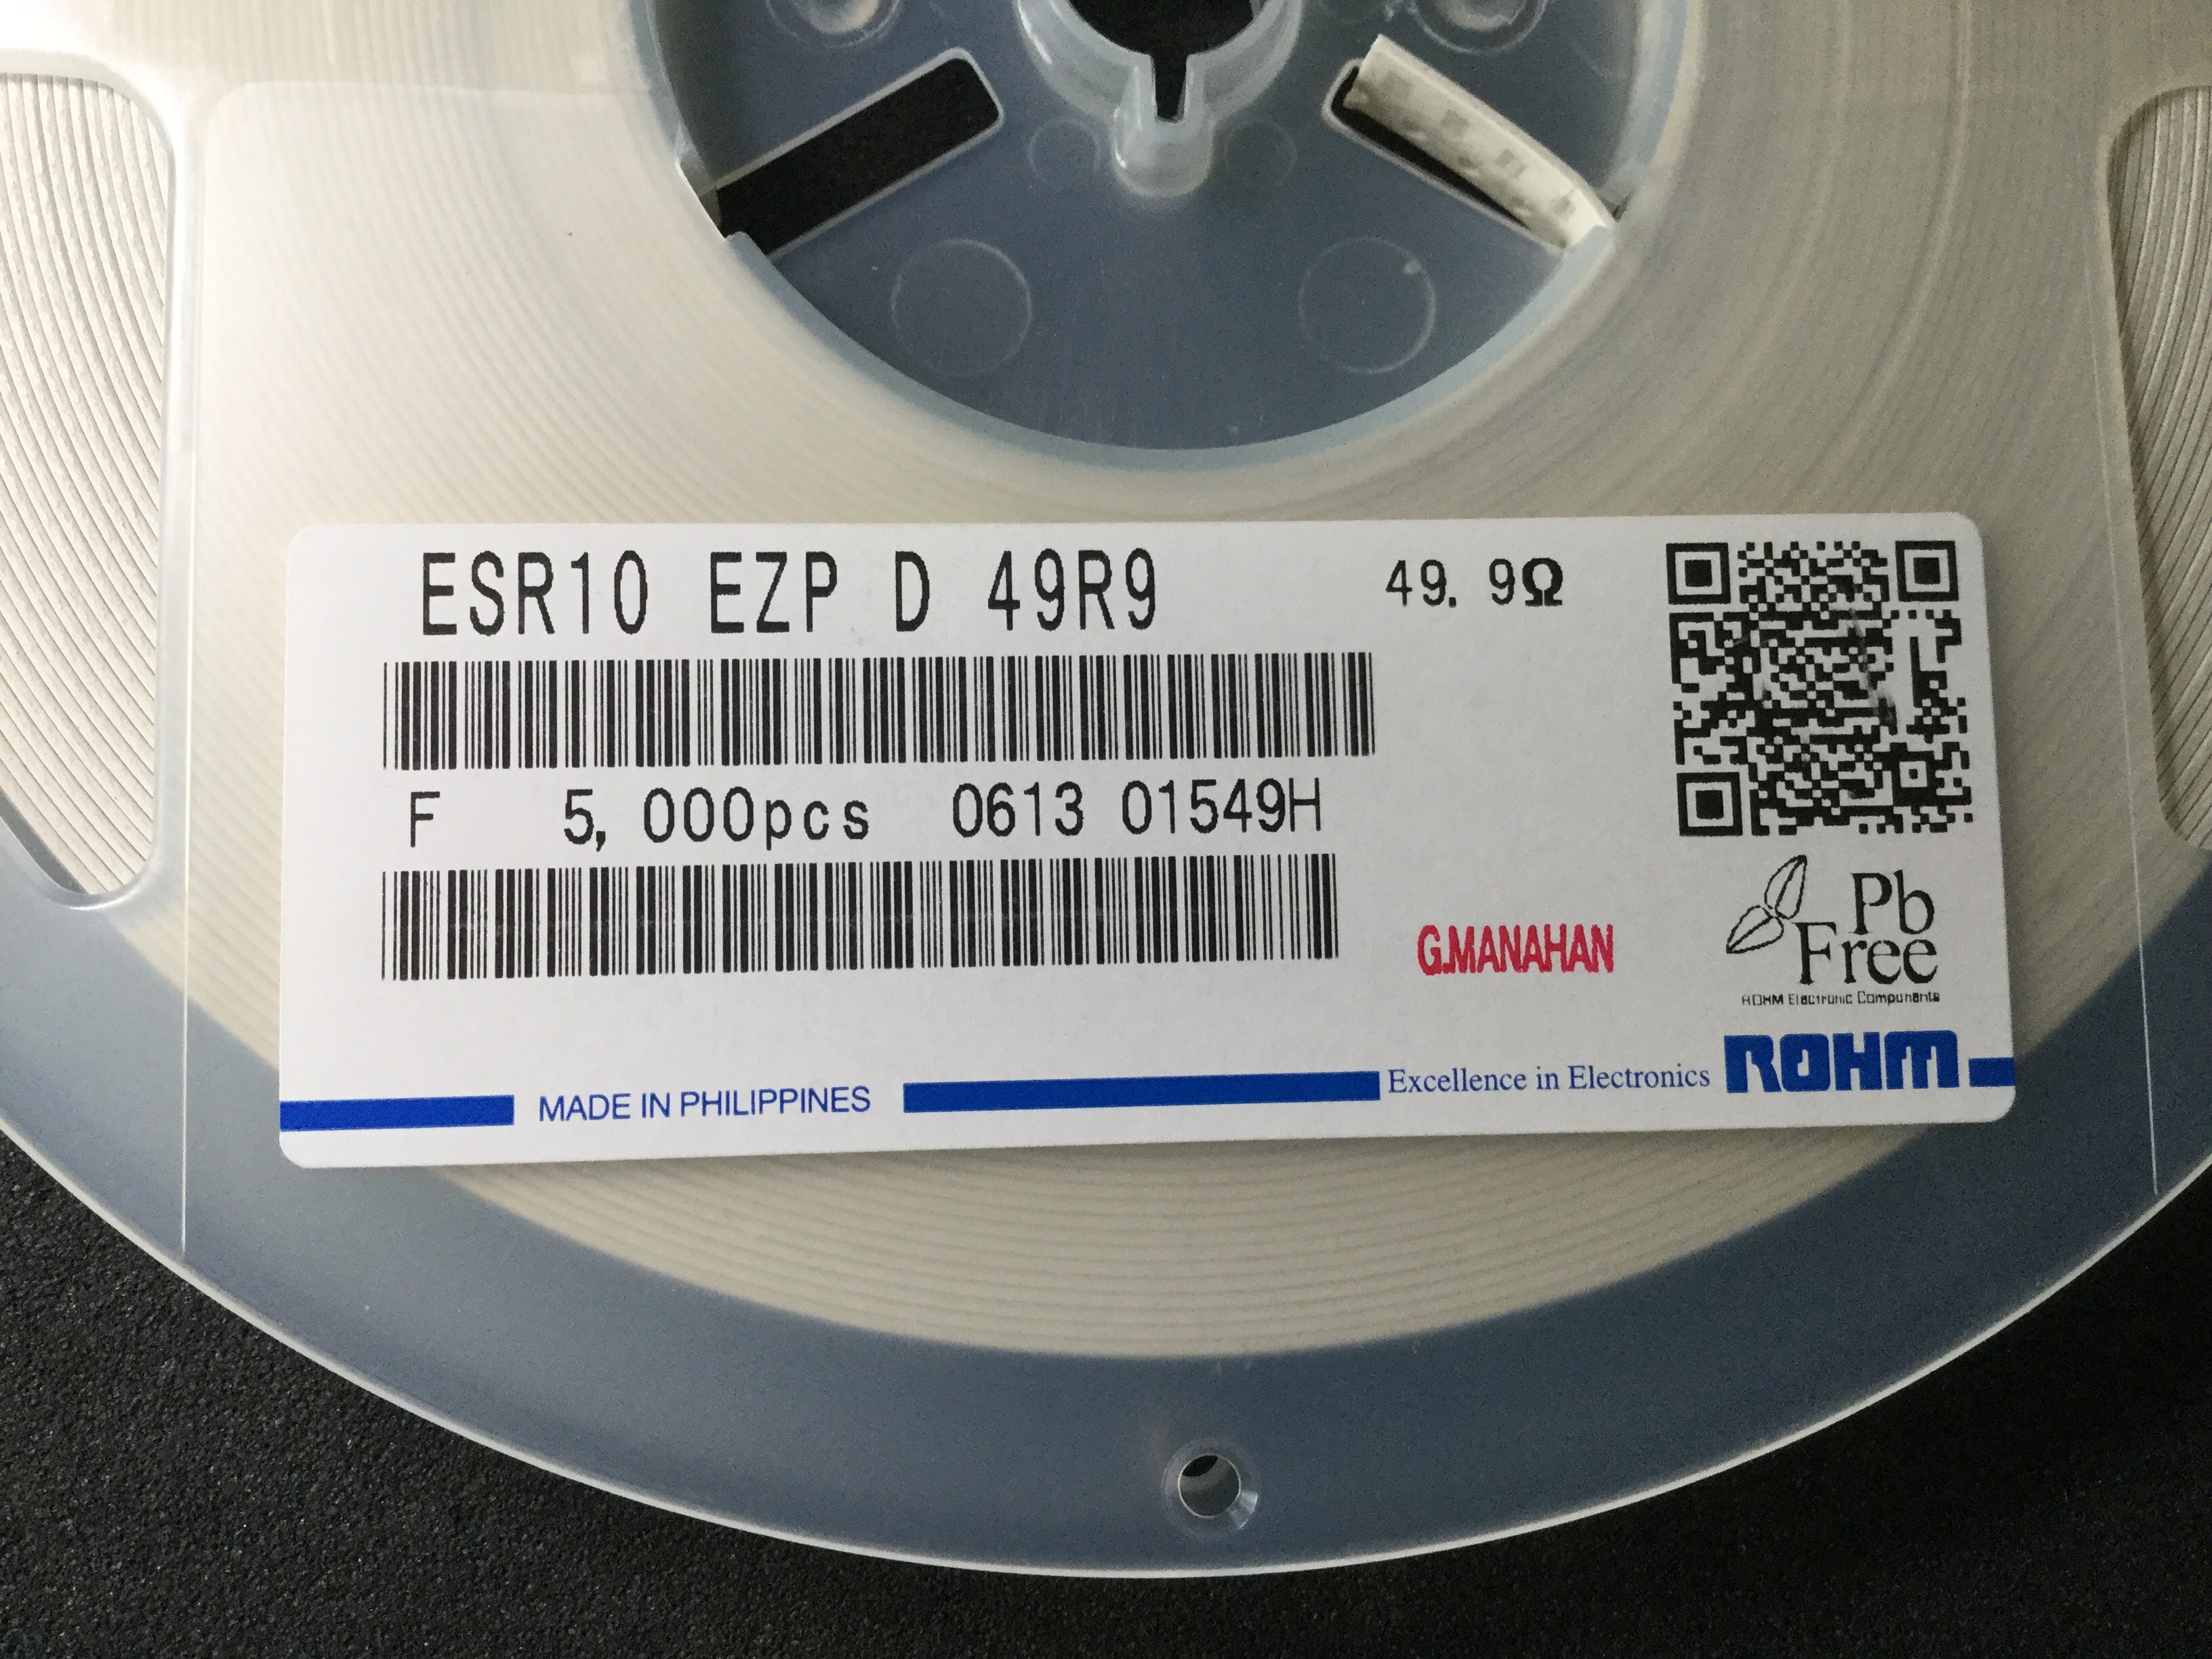 ESR10 EZP D 49R9 49. 9Ω
F 5, 000pcs 0613 01549H
G.MANAHAN
Pb
Free
ROHM Electronic Components
MADE IN PHILIPPINES Excellence in Electronics ROHM